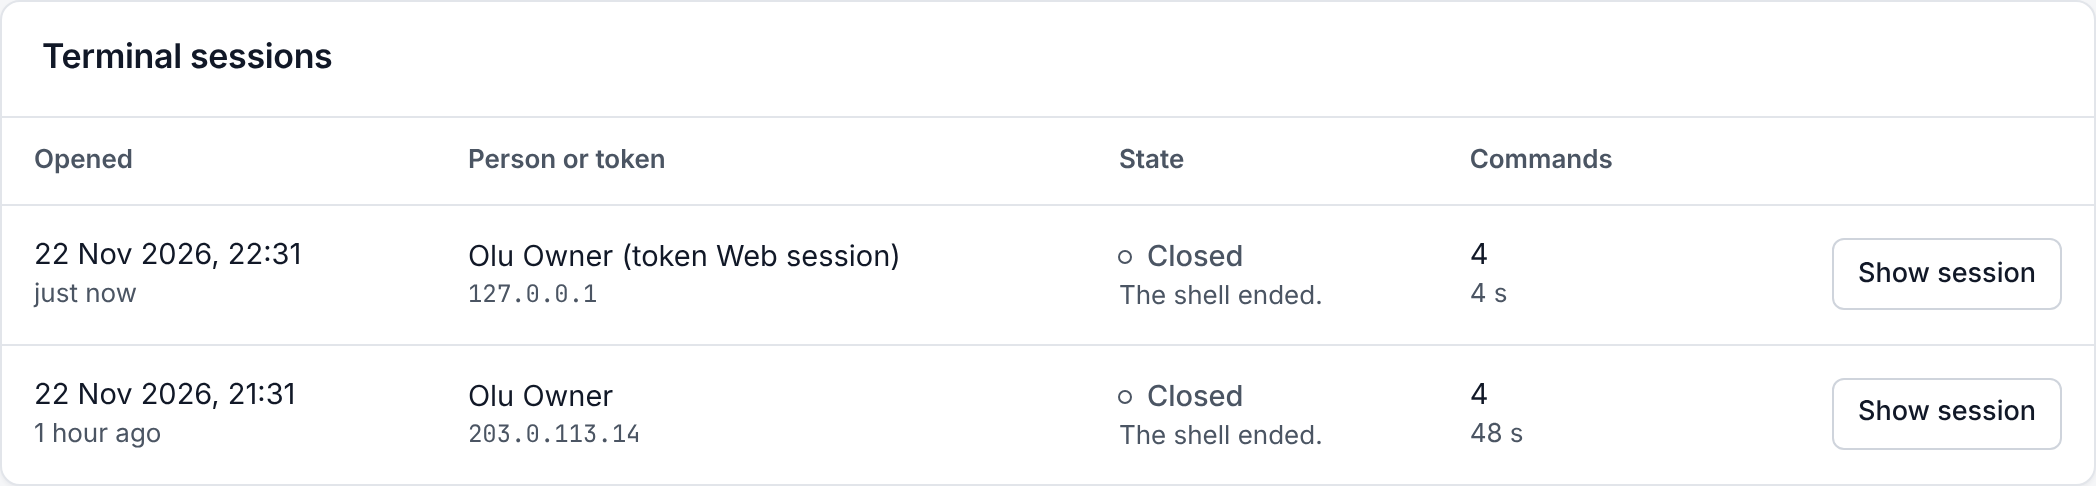 Terminal sessions
Opened Person or token State Commands
22 Nov 2026, 22:31 Olu Owner (token Web session) Closed 4 Show session
just now 127.0.0.1 The shell ended. 4 s
22 Nov 2026, 21:31 Olu Owner Closed 4 Show session
1 hour ago 203.0.113.14 The shell ended. 48 s